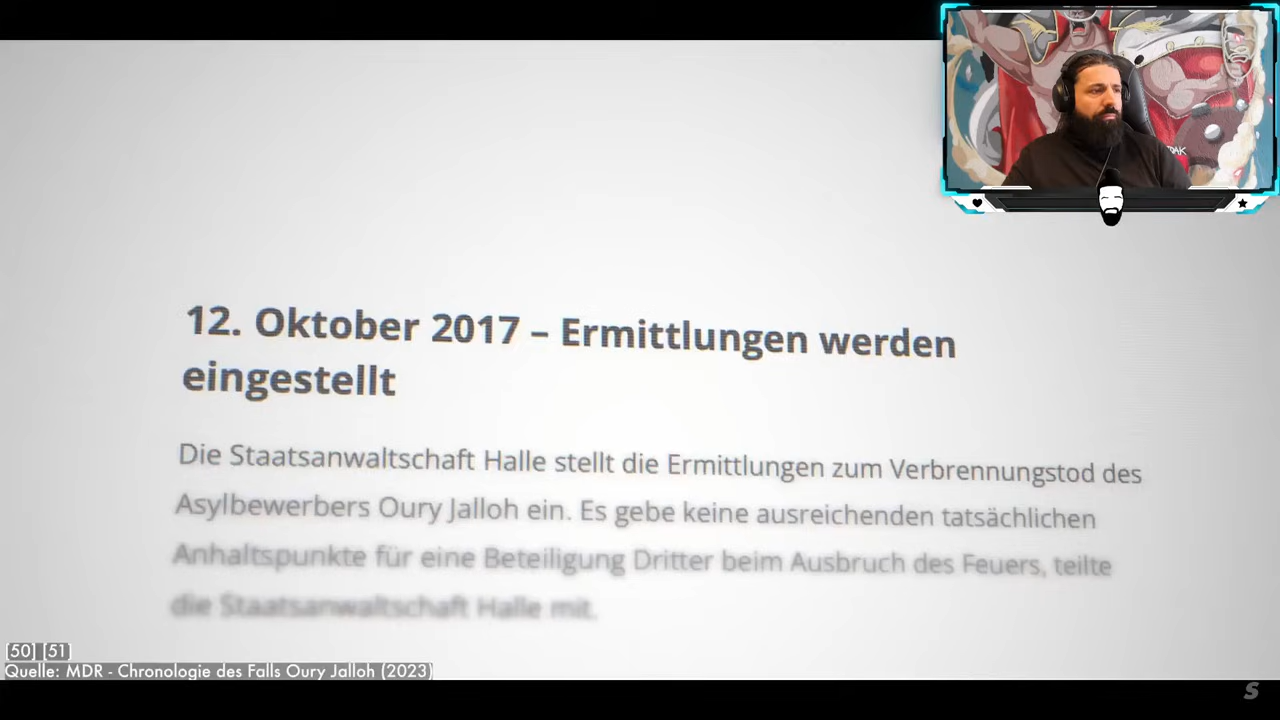 12. Oktober 2017 – Ermittlungen werden
eingestellt
Die Staatsanwaltschaft Halle stellt die Ermittlungen zum Verbrennungstod des
Asylbewerbers Oury Jalloh ein. Es gebe keine ausreichenden tatsächlichen
Anhaltspunkte für eine Beteiligung Dritter beim Ausbruch des Feuers, teilte
die Staatsanwaltschaft Halle mit.
[50] [51]
Quelle: MDR - Chronologie des Falls Oury Jalloh (2023)
S